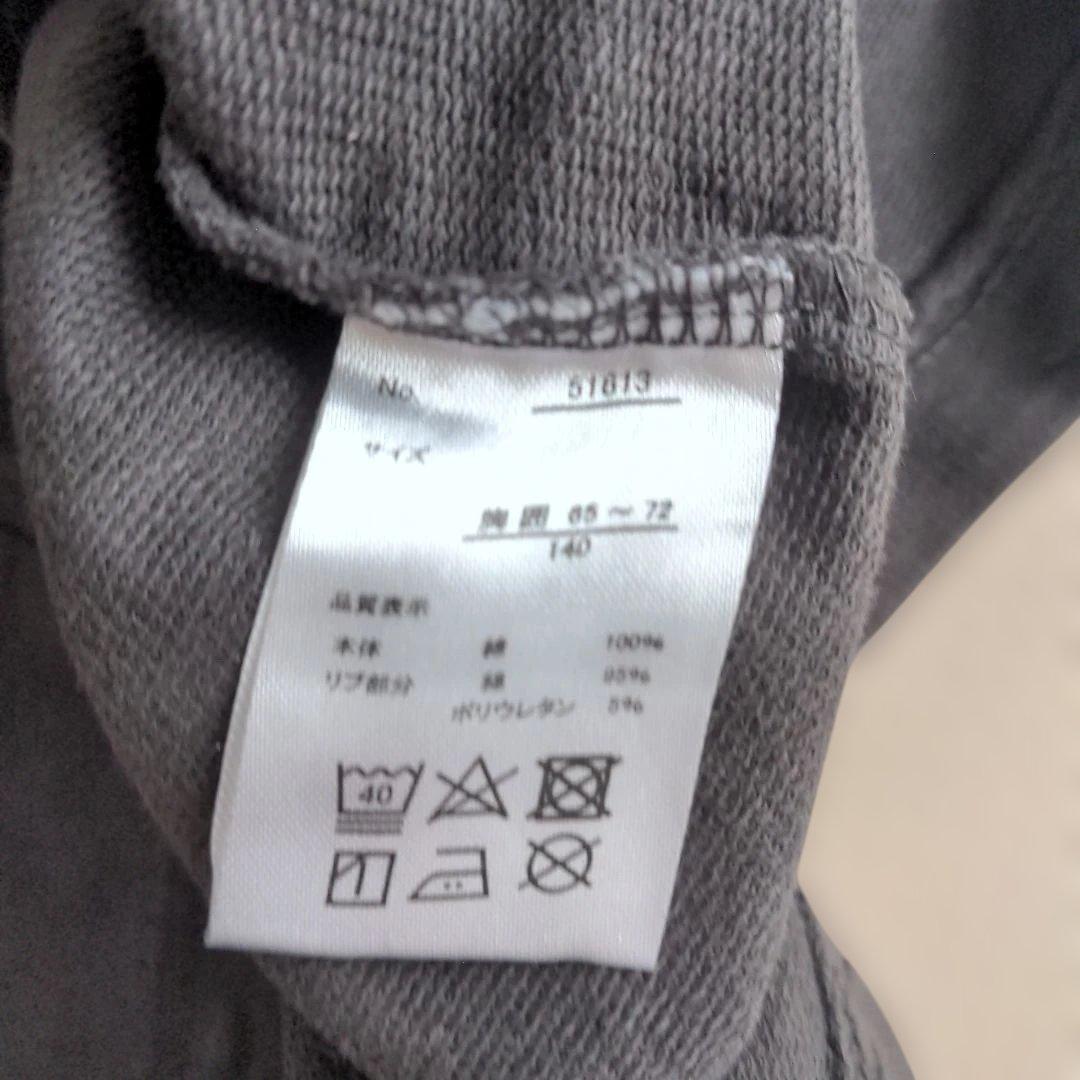 No. 51613
サイズ
胸囲 65～72
140
品質表示
本体 綿 100%
リブ部分 綿 95%
ポリウレタン 5%
40